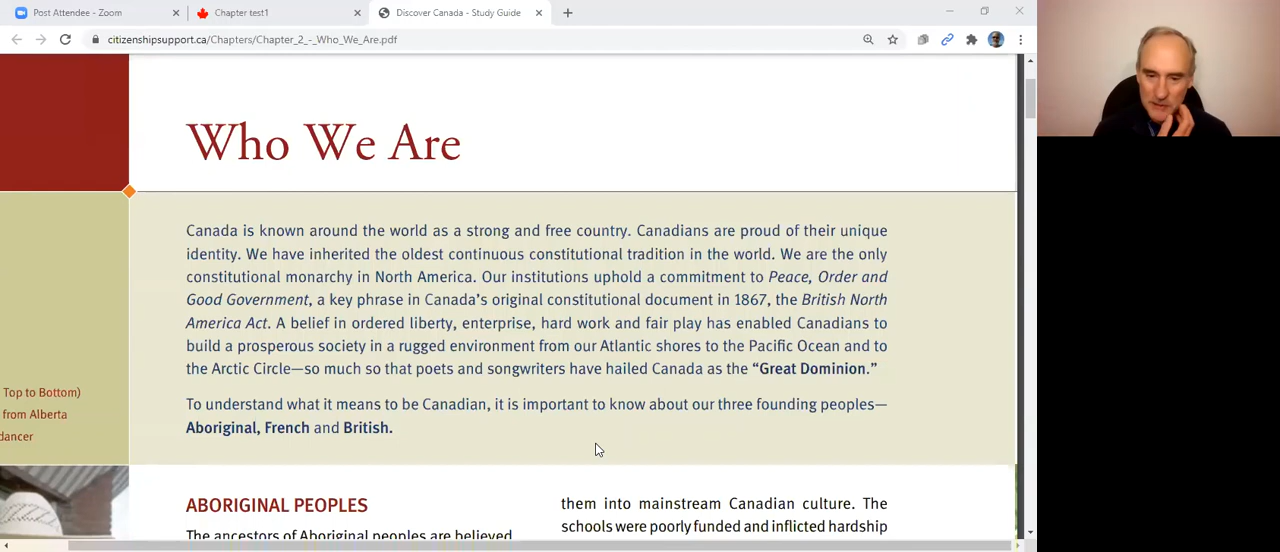 Post Attendee - Zoom
Chapter test1
Discover Canada - Study Guide
citizenshipsupport.ca/Chapters/Chapter_2_-_Who_We_Are.pdf
Who We Are
Canada is known around the world as a strong and free country. Canadians are proud of their unique
identity. We have inherited the oldest continuous constitutional tradition in the world. We are the only
constitutional monarchy in North America. Our institutions uphold a commitment to Peace, Order and
Good Government, a key phrase in Canada's original constitutional document in 1867, the British North
America Act. A belief in ordered liberty, enterprise, hard work and fair play has enabled Canadians to
build a prosperous society in a rugged environment from our Atlantic shores to the Pacific Ocean and to
the Arctic Circle—so much so that poets and songwriters have hailed Canada as the “Great Dominion.”
To understand what it means to be Canadian, it is important to know about our three founding peoples—
Aboriginal, French and British.
Top to Bottom)
from Alberta
dancer
ABORIGINAL PEOPLES
The ancestors of Aboriginal peoples are believed
them into mainstream Canadian culture. The
schools were poorly funded and inflicted hardship